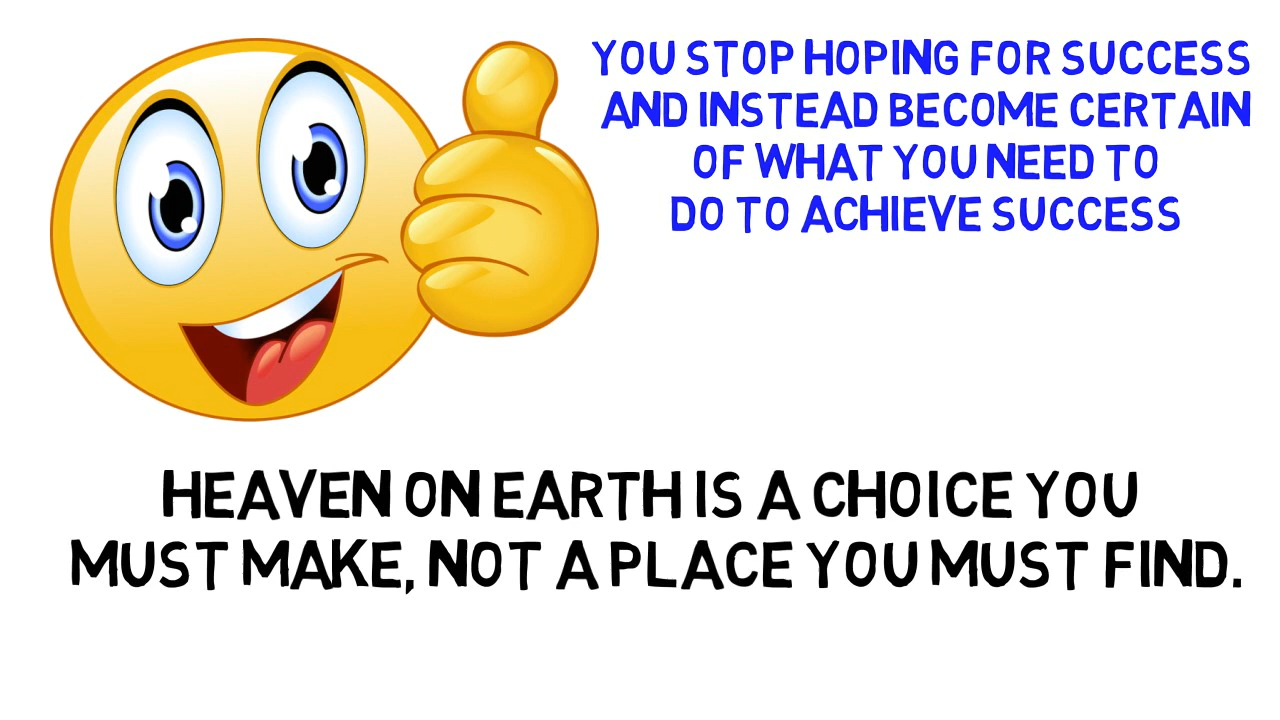 YOU STOP HOPING FOR SUCCESS
AND INSTEAD BECOME CERTAIN
OF WHAT YOU NEED TO
DO TO ACHIEVE SUCCESS
HEAVEN ON EARTH IS A CHOICE YOU
MUST MAKE, NOT A PLACE YOU MUST FIND.